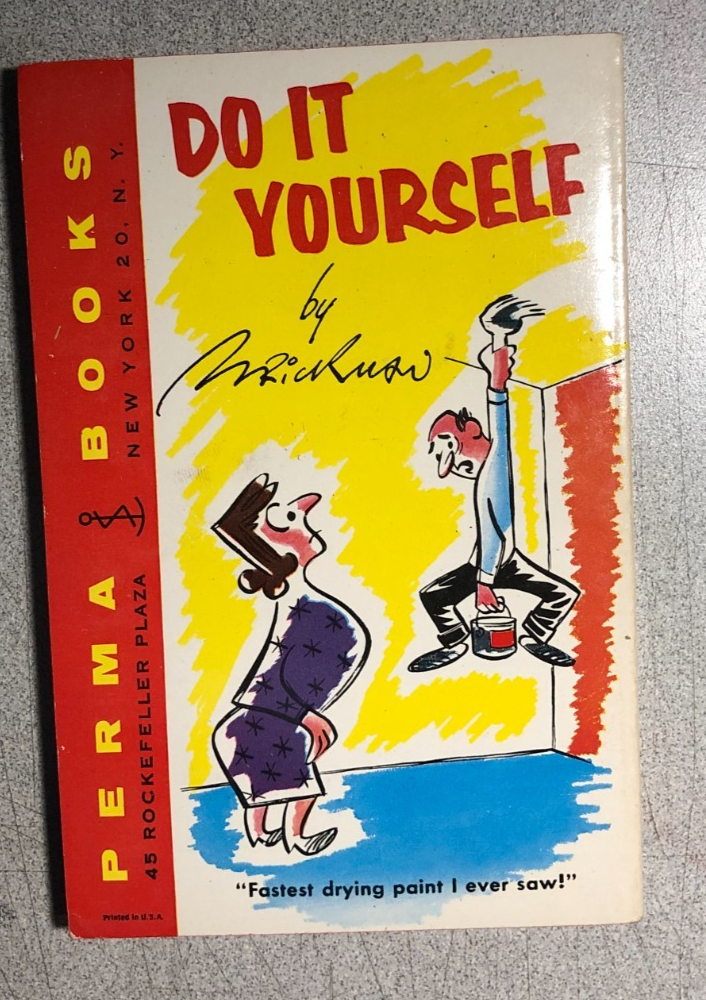 DO IT
YOURSELF
by
PERMA BOOKS
45 ROCKEFELLER PLAZA NEW YORK 20, N. Y.
"Fastest drying paint I ever saw!"
Printed in U.S.A.